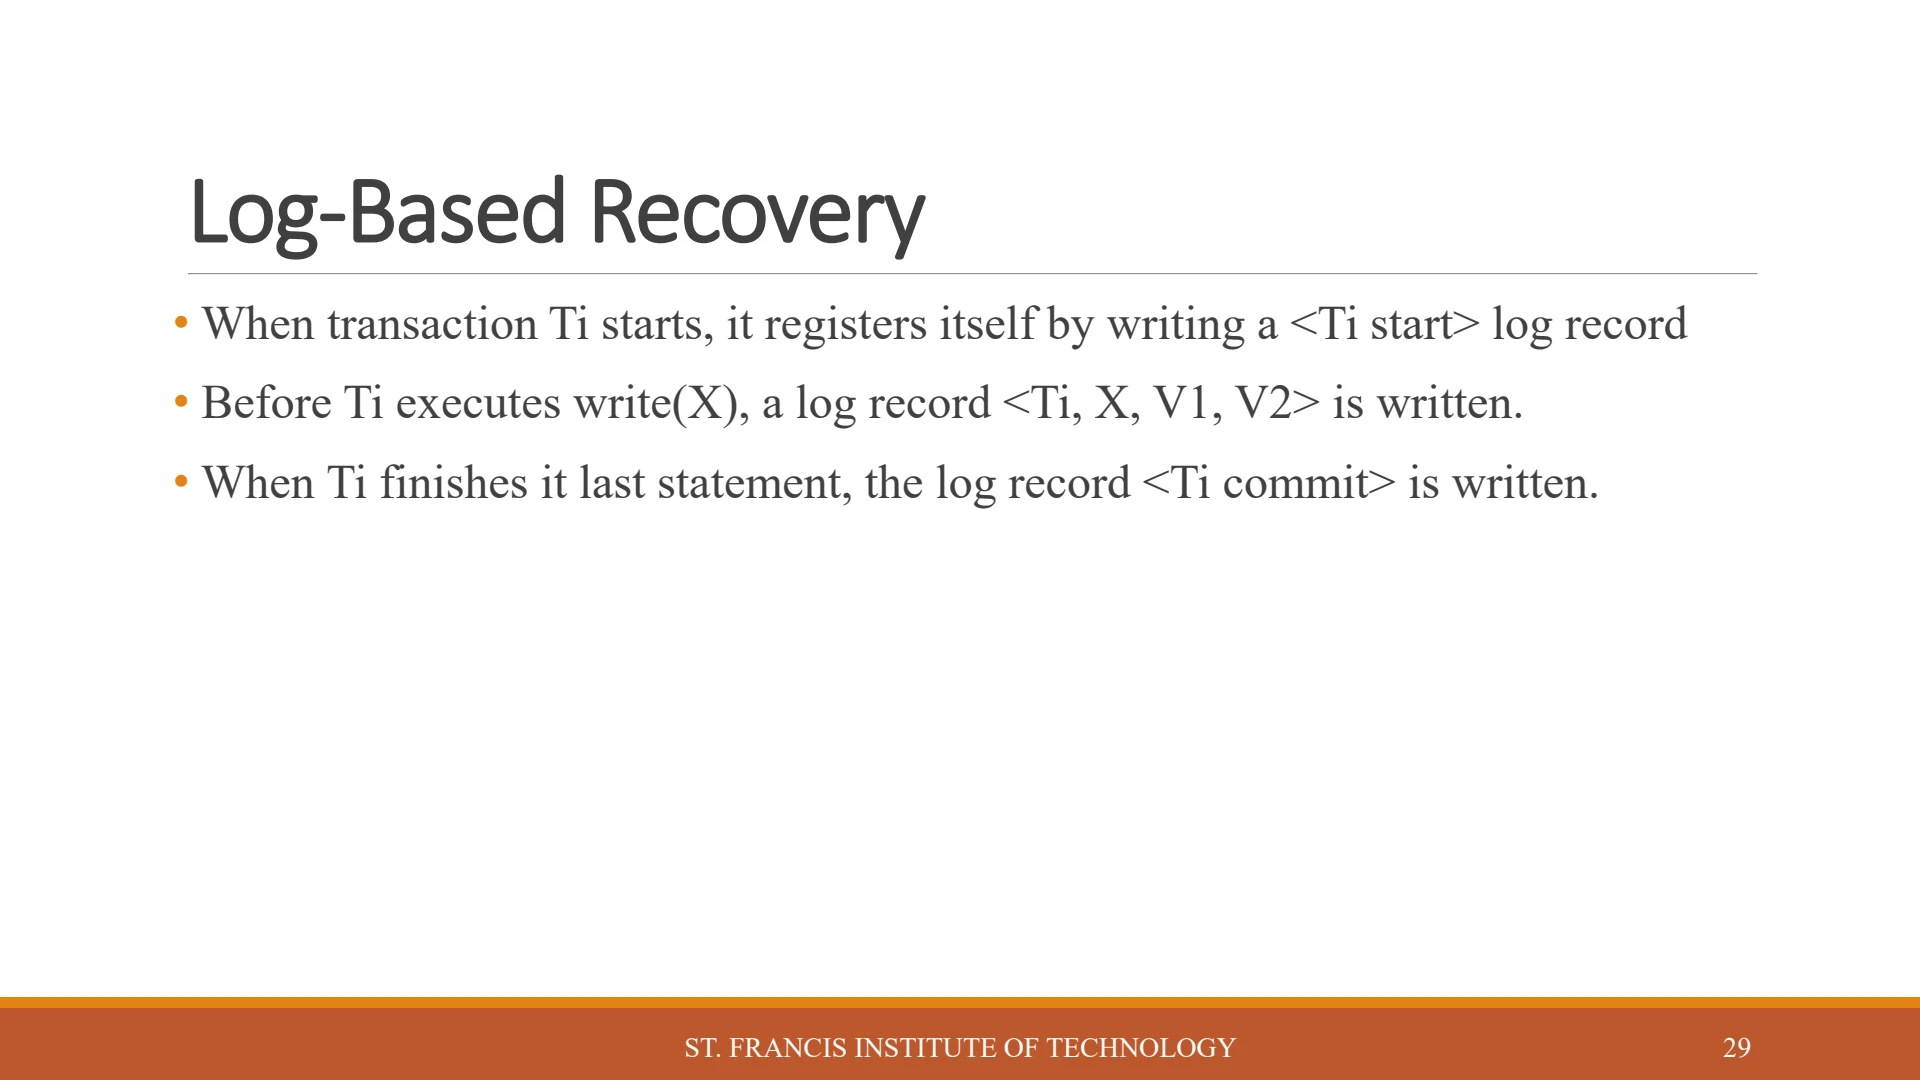 Log-Based Recovery
• When transaction Ti starts, it registers itself by writing a <Ti start> log record
• Before Ti executes write(X), a log record <Ti, X, V1, V2> is written.
• When Ti finishes it last statement, the log record <Ti commit> is written.
ST. FRANCIS INSTITUTE OF TECHNOLOGY
29